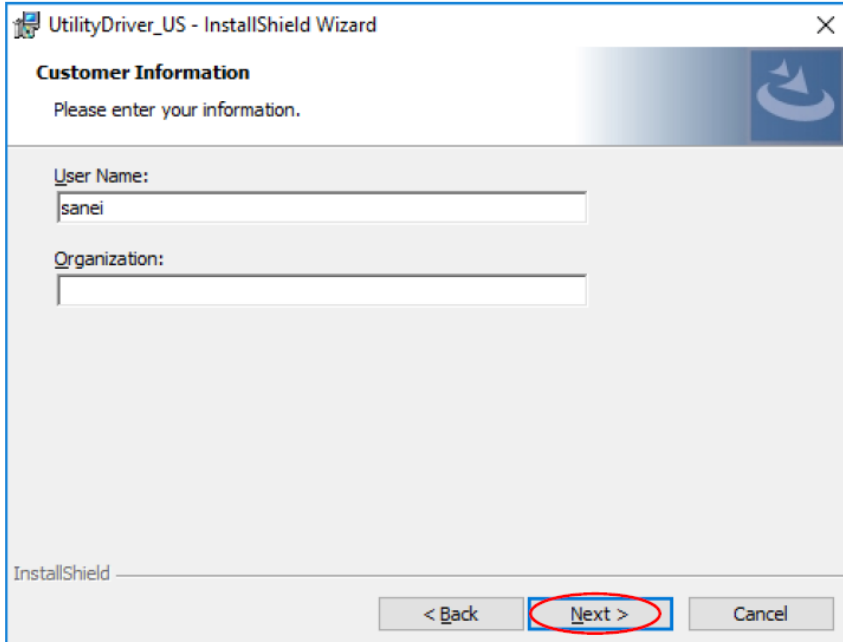 UtilityDriver_US - InstallShield Wizard
Customer Information
Please enter your information.
User Name:
sanei
Organization:
InstallShield
< Back Next > Cancel